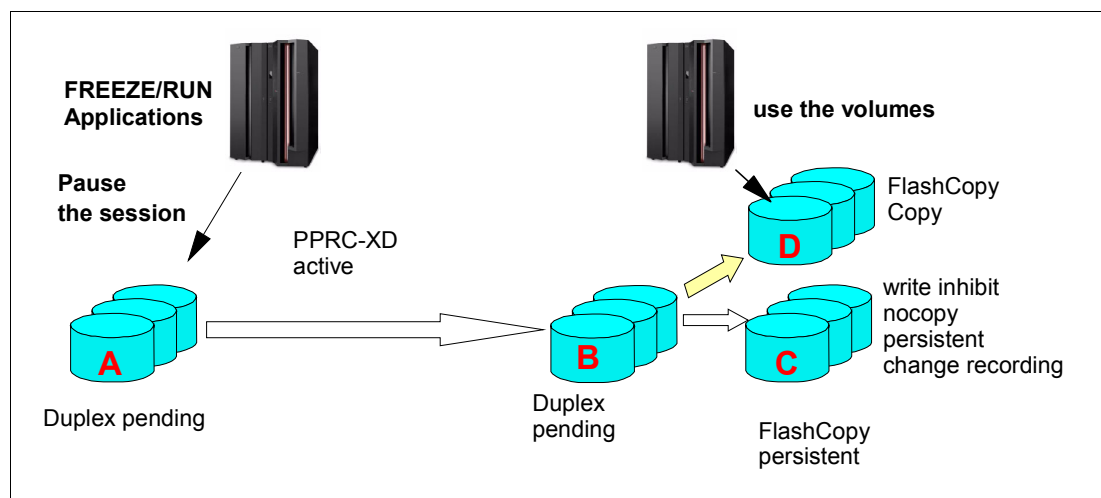 FREEZE/RUN
Applications
use the volumes
Pause
the session
PPRC-XD
active
FlashCopy
Copy
D
write inhibit
nocopy
persistent
change recording
A
B
C
Duplex pending
Duplex
pending
FlashCopy
persistent